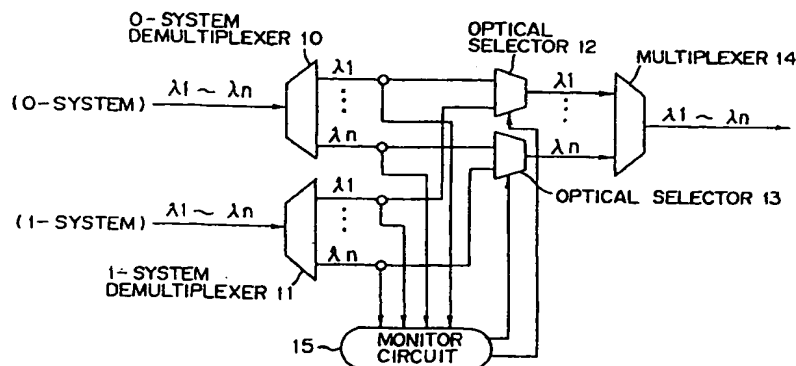 0-SYSTEM
DEMULTIPLEXER 10
OPTICAL
SELECTOR 12
MULTIPLEXER 14
(0-SYSTEM)
λ1 ~ λn
λ1
λ1
λ1 ~ λn
λn
λn
OPTICAL SELECTOR 13
(1-SYSTEM)
λ1 ~ λn
λ1
λn
1-SYSTEM
DEMULTIPLEXER 11
15
MONITOR
CIRCUIT